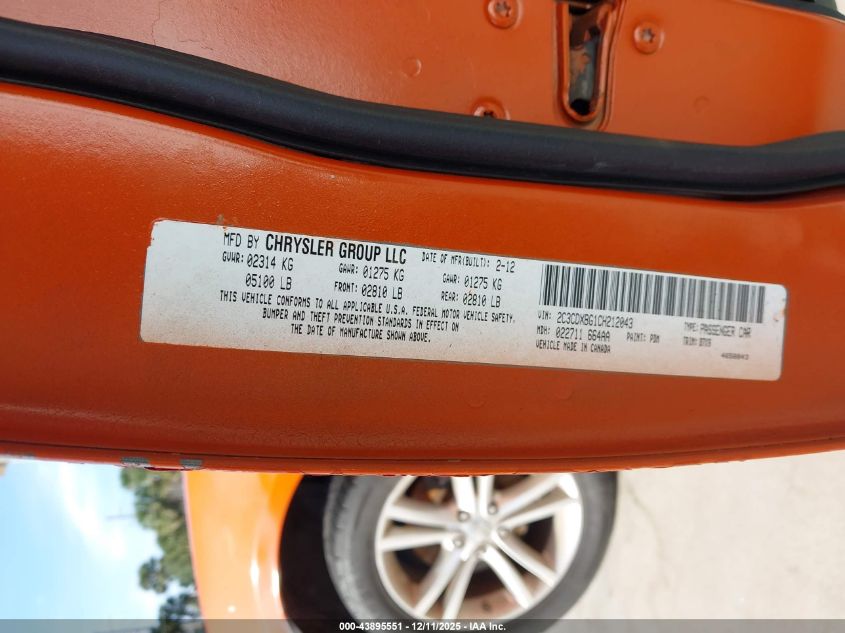 MFD BY CHRYSLER GROUP LLC DATE OF MFR(BUILT): 2-12
GVWR: 02314 KG GAWR: 01275 KG GAWR: 01275 KG
05100 LB FRONT: 02810 LB REAR: 02810 LB
THIS VEHICLE CONFORMS TO ALL APPLICABLE U.S.A. FEDERAL MOTOR VEHICLE SAFETY,
BUMPER AND THEFT PREVENTION STANDARDS IN EFFECT ON
THE DATE OF MANUFACTURE SHOWN ABOVE.
VIN: 2C3CDXBG1CH212043 TYPE: PASSENGER CAR
MDH: 022711 664AA PAINT: TRIM:
VEHICLE MADE IN CANADA
000-43895551 - 12/11/2025 - IAA Inc.